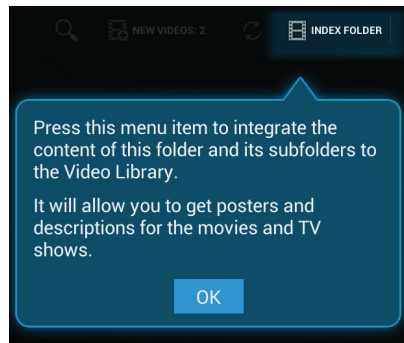 NEW VIDEOS: 2 INDEX FOLDER
Press this menu item to integrate the
content of this folder and its subfolders to
the Video Library.
It will allow you to get posters and
descriptions for the movies and TV
shows.
OK